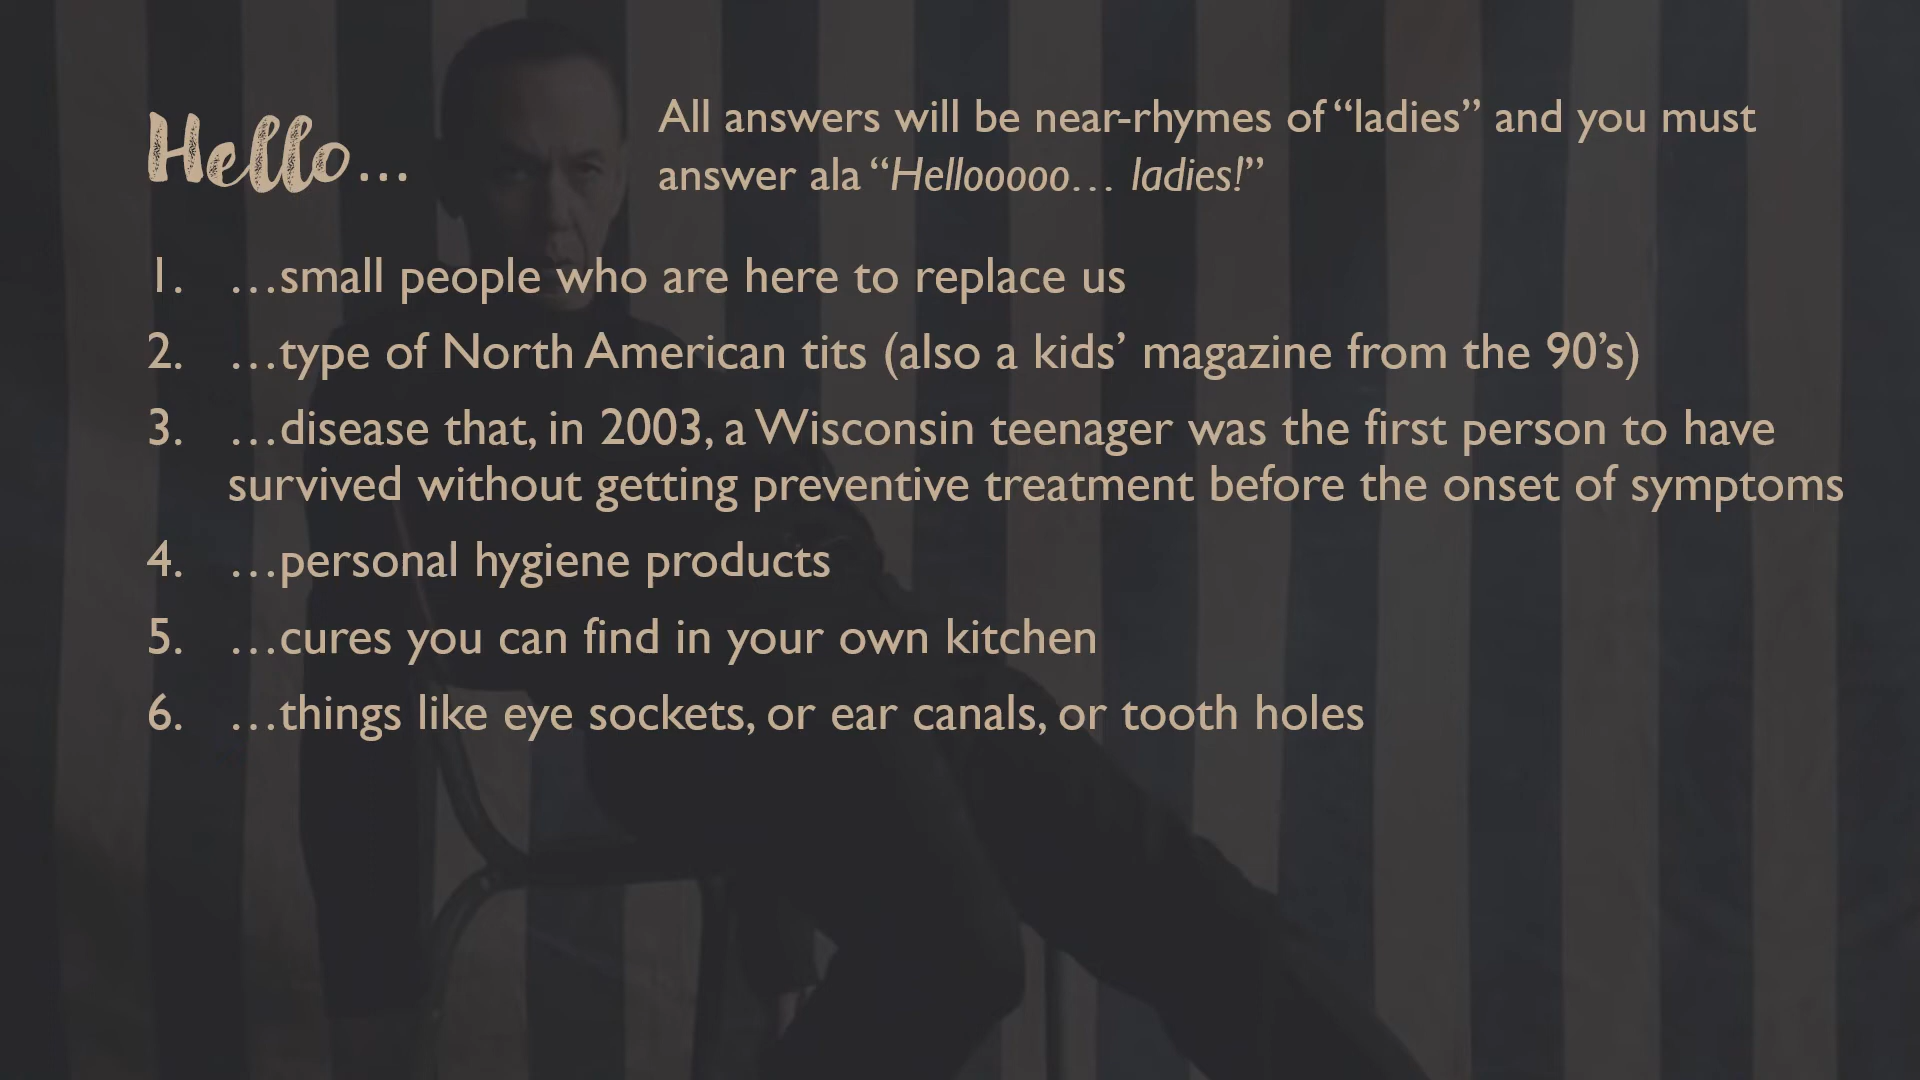 Hello...
All answers will be near-rhymes of “ladies” and you must
answer ala “Hellooooo… ladies!”
1. …small people who are here to replace us
2. …type of North American tits (also a kids’ magazine from the 90’s)
3. …disease that, in 2003, a Wisconsin teenager was the first person to have
survived without getting preventive treatment before the onset of symptoms
4. …personal hygiene products
5. …cures you can find in your own kitchen
6. …things like eye sockets, or ear canals, or tooth holes